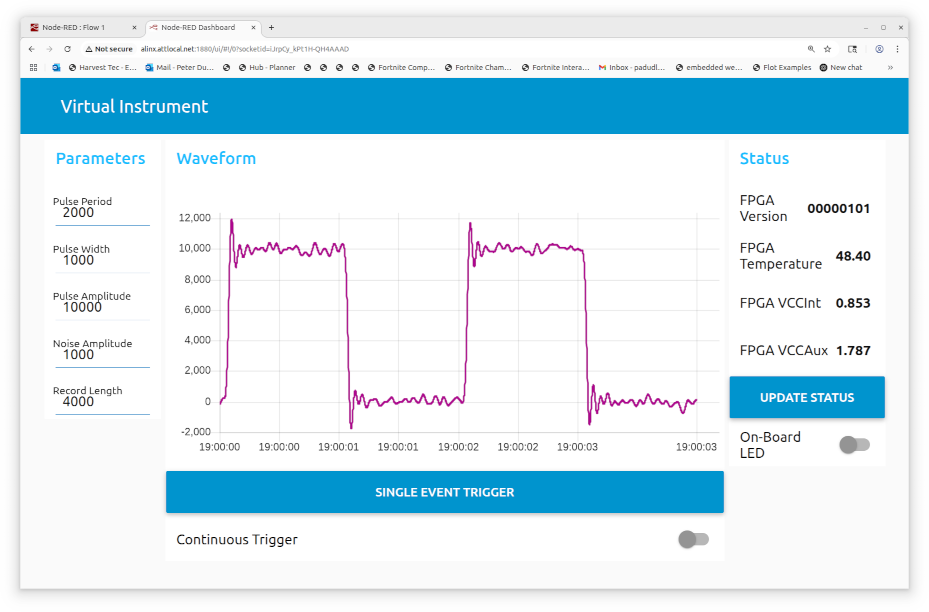 Node-RED : Flow 1
Node-RED Dashboard
Not secure
alinx.attlocal.net:1880/ui/#!/0?socketid=iJrpCy_kPt1H-QH4AAAD
Harvest Tec - E...
Mail - Peter Du...
Hub - Planner
Fortnite Comp...
Fortnite Cham...
Fortnite Intera...
Inbox - padudl...
embedded we...
Flot Examples
New chat
»
Virtual Instrument
Parameters
Pulse Period
2000
Pulse Width
1000
Pulse Amplitude
10000
Noise Amplitude
1000
Record Length
4000
Waveform
12,000
10,000
8,000
6,000
4,000
2,000
0
-2,000
19:00:00 19:00:00 19:00:01 19:00:01 19:00:02 19:00:02 19:00:03 19:00:03
SINGLE EVENT TRIGGER
Continuous Trigger
Status
FPGA
Version 00000101
FPGA
Temperature 48.40
FPGA VCCInt 0.853
FPGA VCCAux 1.787
UPDATE STATUS
On-Board
LED